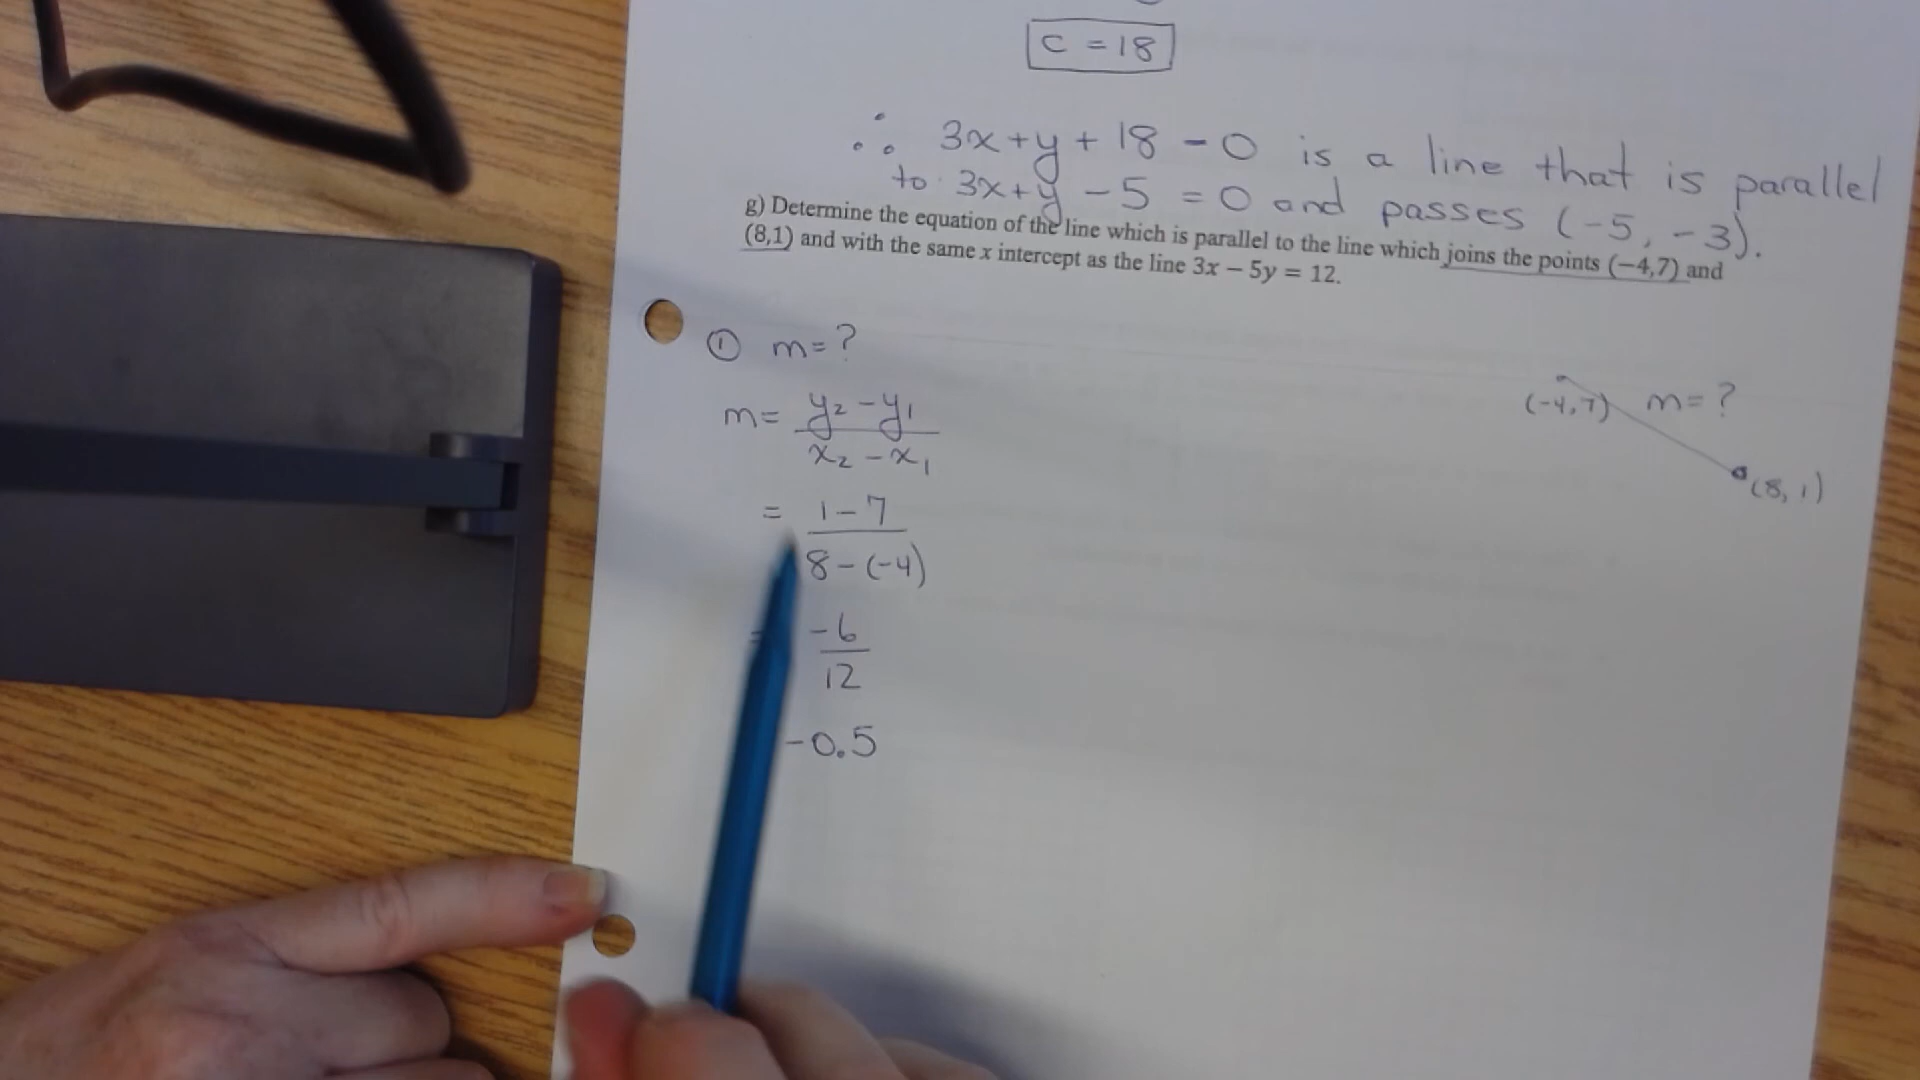 C = 18
∴ 3x + y + 18 - 0 is a line that is parallel
to 3x + y - 5 = 0 and passes (-5, -3).
g) Determine the equation of the line which is parallel to the line which joins the points (−4,7) and
(8,1) and with the same x intercept as the line 3x − 5y = 12.
① m = ?
(-4,7) m = ?
m = y₂ - y₁
x₂ - x₁
(8, 1)
= 1 - 7
8 - (-4)
= -6
12
-0.5